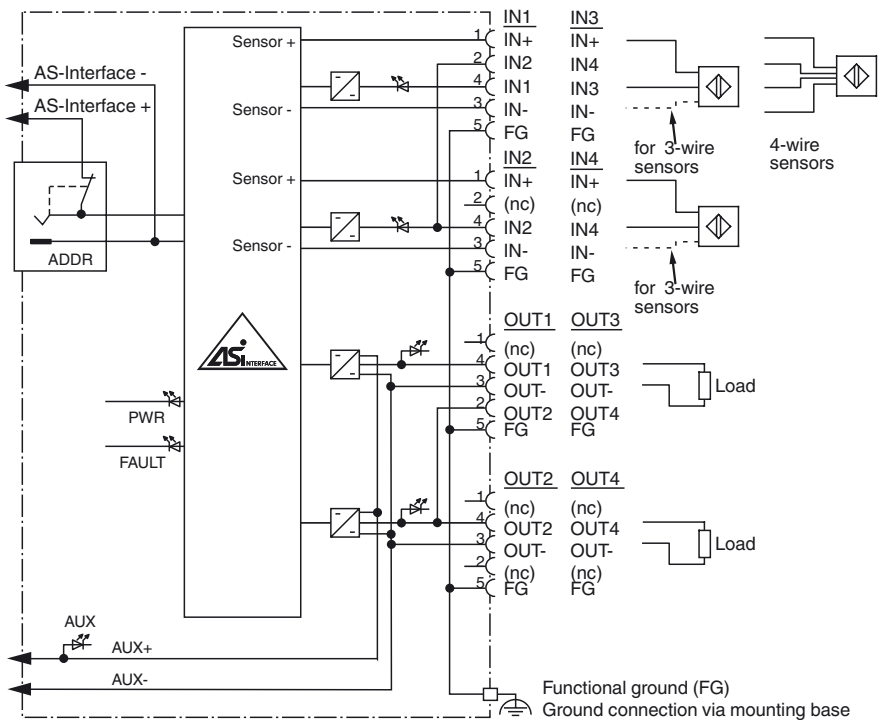 AS-Interface -
AS-Interface +
ADDR
Sensor +
Sensor -
Sensor +
Sensor -
ASi INTERFACE
PWR
FAULT
AUX
AUX+
AUX-
IN1 IN3
1 IN+ IN+
2 IN2 IN4
4 IN1 IN3
3 IN- IN-
5 FG FG
for 3-wire
sensors
4-wire
sensors
IN2 IN4
1 IN+ IN+
2 (nc) (nc)
4 IN2 IN4
3 IN- IN-
5 FG FG
for 3-wire
sensors
OUT1 OUT3
1 (nc) (nc)
4 OUT1 OUT3
3 OUT- OUT-
2 OUT2 OUT4
5 FG FG
Load
OUT2 OUT4
1 (nc) (nc)
4 OUT2 OUT4
3 OUT- OUT-
2 (nc) (nc)
5 FG FG
Load
Functional ground (FG)
Ground connection via mounting base